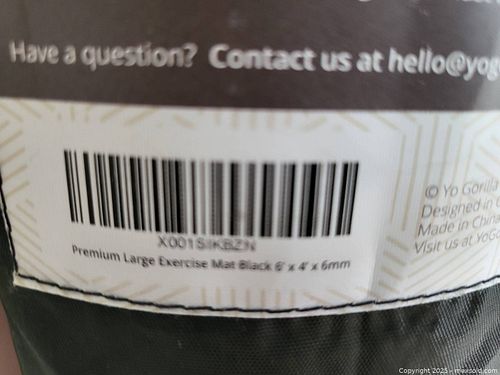 Have a question? Contact us at hello@yog
X001SIKBZN
Premium Large Exercise Mat Black 6' x 4' x 6mm
© Yo Gorilla
Designed in
Made in China
Visit us at YoGo
Copyright 2025 - maxsold.com